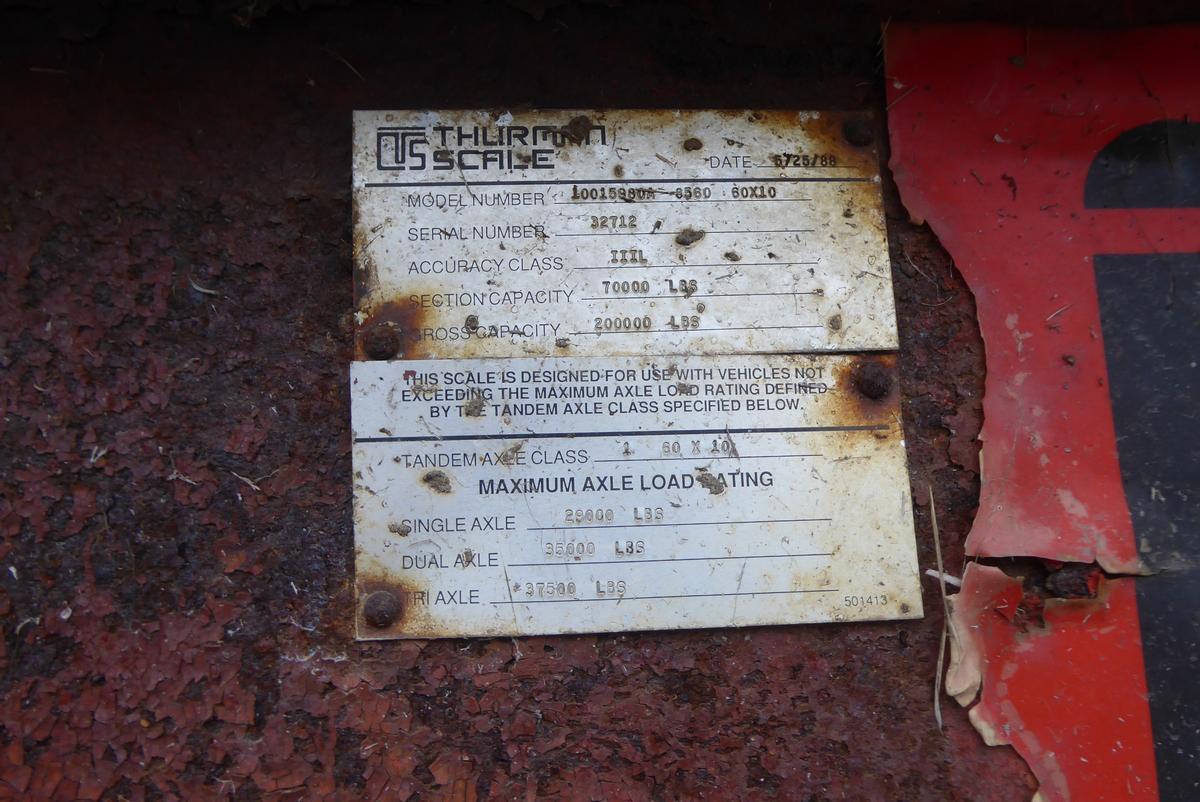 TS THURMAN
SCALE
DATE 5/25/88
MODEL NUMBER 60X10
SERIAL NUMBER 32712
ACCURACY CLASS IIIL
SECTION CAPACITY 70000 LBS
GROSS CAPACITY 200000 LBS
THIS SCALE IS DESIGNED FOR USE WITH VEHICLES NOT
EXCEEDING THE MAXIMUM AXLE LOAD RATING DEFINED
BY THE TANDEM AXLE CLASS SPECIFIED BELOW.
TANDEM AXLE CLASS 1 60 X 10
MAXIMUM AXLE LOAD RATING
SINGLE AXLE LBS
DUAL AXLE 35000 LBS
TRI AXLE 37500 LBS
501413